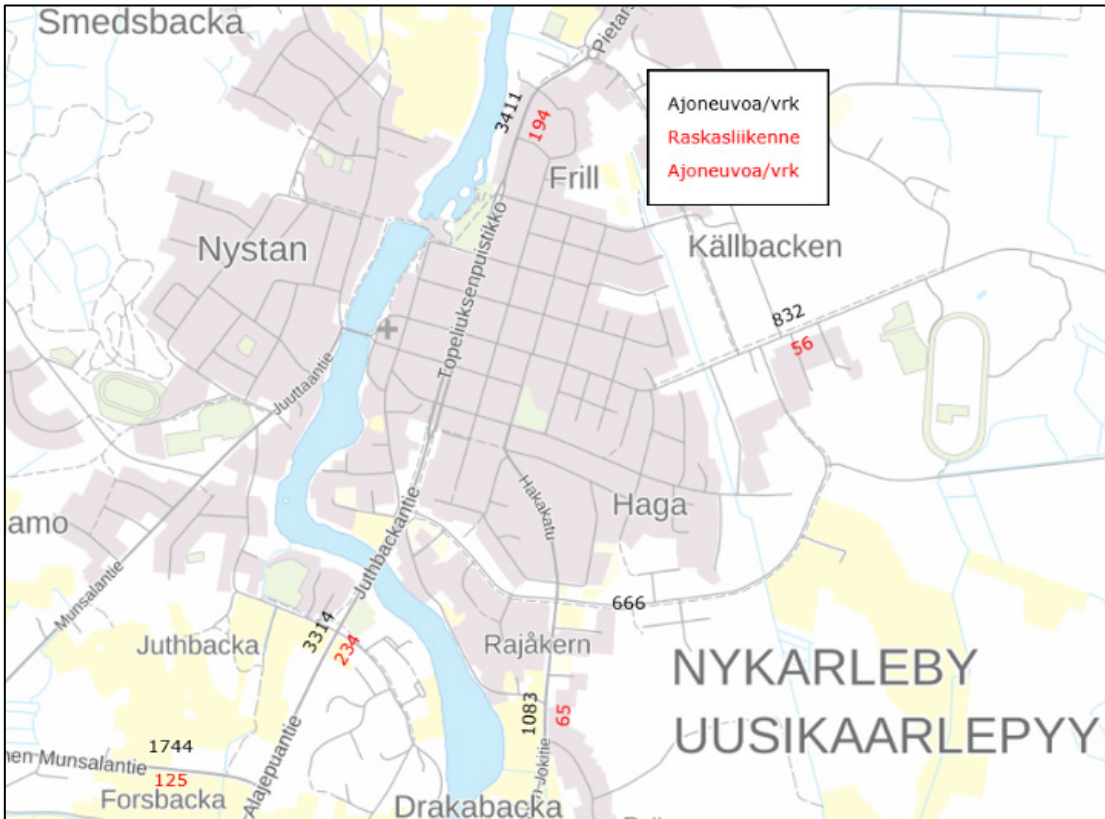 Smedsbacka
Pietars
3411
194
Ajoneuvoa/vrk
Raskasliikenne
Ajoneuvoa/vrk
Frill
Nystan
Källbacken
Topeliuksenpuistikko
832
56
Juuttaantie
Hakakatu
Haga
amo
Juthbackantie
Munsalantie
666
3314
234
Juthbacka
Rajåkern
NYKARLEBY
UUSIKAARLEPYY
1083
65
1744
nen Munsalantie
125
Alajepuantie
n Jokitie
Forsbacka
Drakabacka